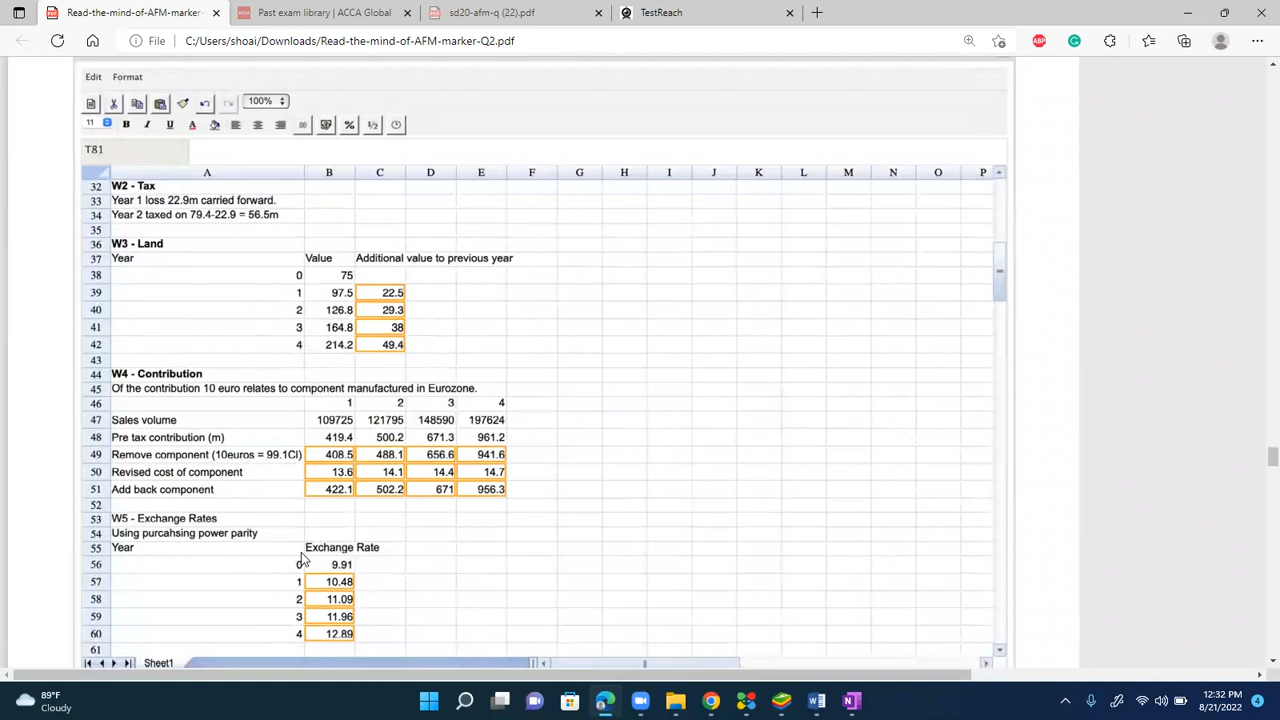 Read-the-mind-of-AFM-marker- Past exam library | ACCA Global sd20-afm-q (22).pdf TestReach
File C:/Users/shoai/Downloads/Read-the-mind-of-AFM-marker-Q2.pdf
Edit Format
100%
11 B I U A % 1/2
T81
A B C D E F G H I J K L M N O P
32 W2 - Tax
33 Year 1 loss 22.9m carried forward.
34 Year 2 taxed on 79.4-22.9 = 56.5m
35
36 W3 - Land
37 Year Value Additional value to previous year
38 0 75
39 1 97.5 22.5
40 2 126.8 29.3
41 3 164.8 38
42 4 214.2 49.4
43
44 W4 - Contribution
45 Of the contribution 10 euro relates to component manufactured in Eurozone.
46 1 2 3 4
47 Sales volume 109725 121795 148590 197624
48 Pre tax contribution (m) 419.4 500.2 671.3 961.2
49 Remove component (10euros = 99.1Cl) 408.5 488.1 656.6 941.6
50 Revised cost of component 13.6 14.1 14.4 14.7
51 Add back component 422.1 502.2 671 956.3
52
53 W5 - Exchange Rates
54 Using purcahsing power parity
55 Year Exchange Rate
56 0 9.91
57 1 10.48
58 2 11.09
59 3 11.96
60 4 12.89
61
Sheet1
89°F
Cloudy
12:32 PM
8/21/2022